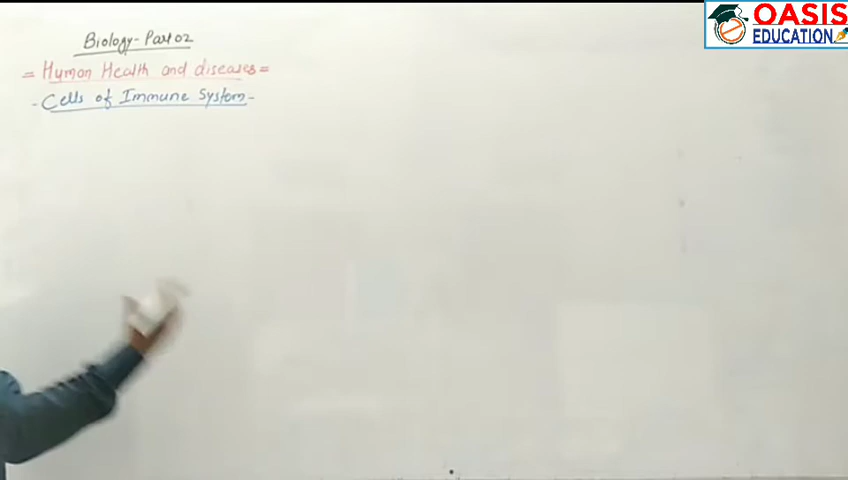 OASIS
EDUCATION
Biology-Part 02
= Human Health and diseases =
- Cells of Immune System -